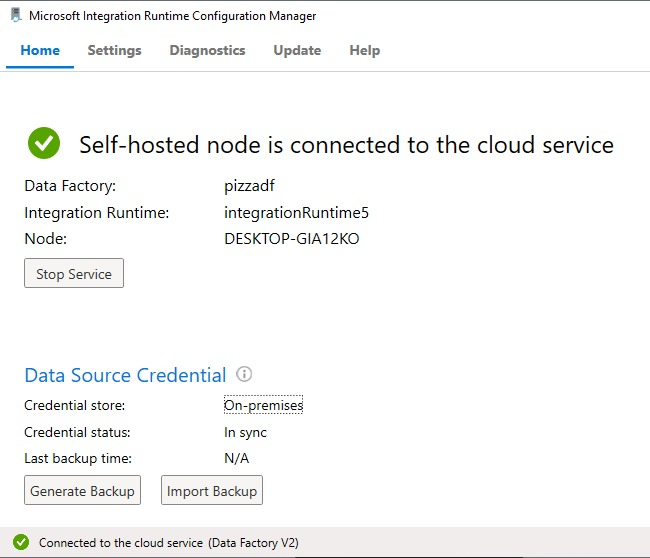 Microsoft Integration Runtime Configuration Manager
Home Settings Diagnostics Update Help
Self-hosted node is connected to the cloud service
Data Factory: pizzadf
Integration Runtime: integrationRuntime5
Node: DESKTOP-GIA12KO
Stop Service
Data Source Credential
Credential store: On-premises
Credential status: In sync
Last backup time: N/A
Generate Backup Import Backup
Connected to the cloud service (Data Factory V2)